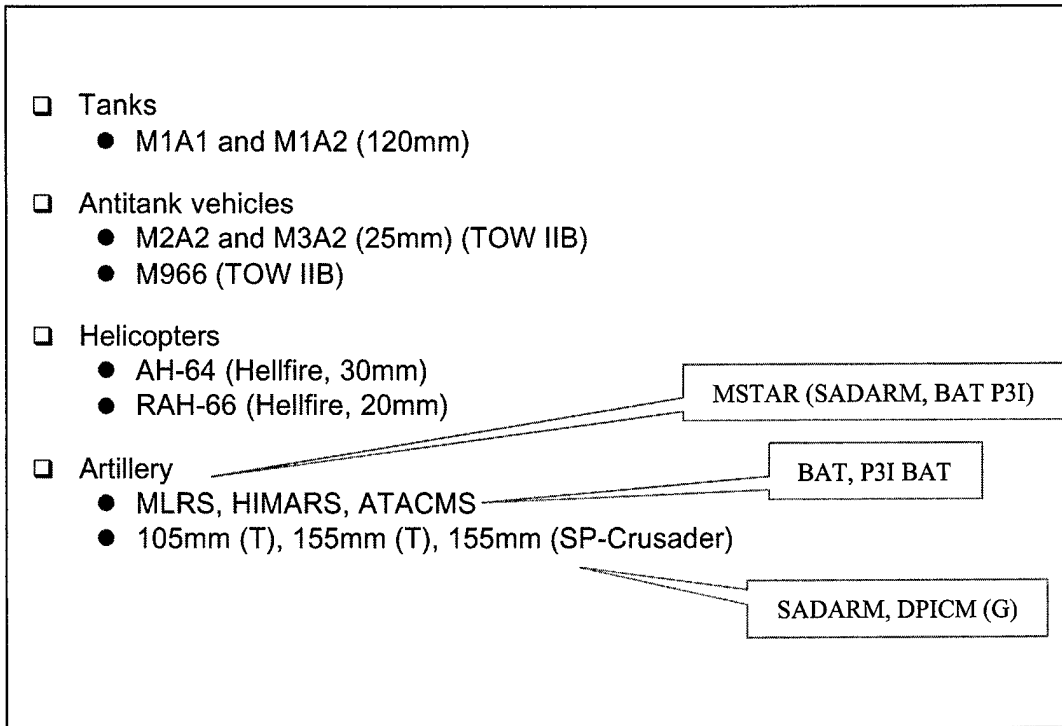 ❑ Tanks
● M1A1 and M1A2 (120mm)
❑ Antitank vehicles
● M2A2 and M3A2 (25mm) (TOW IIB)
● M966 (TOW IIB)
❑ Helicopters
● AH-64 (Hellfire, 30mm)
● RAH-66 (Hellfire, 20mm)
MSTAR (SADARM, BAT P3I)
❑ Artillery
BAT, P3I BAT
● MLRS, HIMARS, ATACMS
● 105mm (T), 155mm (T), 155mm (SP-Crusader)
SADARM, DPICM (G)